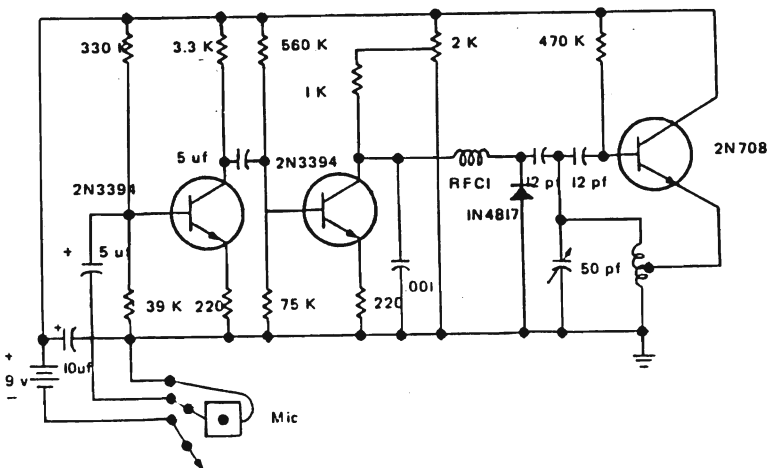 330 K
3.3 K
560 K
2 K
470 K
1 K
2N708
5 uf
2N3394
RFC1
12 pf
12 pf
2N3394
1N4817
+
5 uf
50 pf
.001
39 K
220
75 K
220
+
+
10uf
9 v
−
Mic